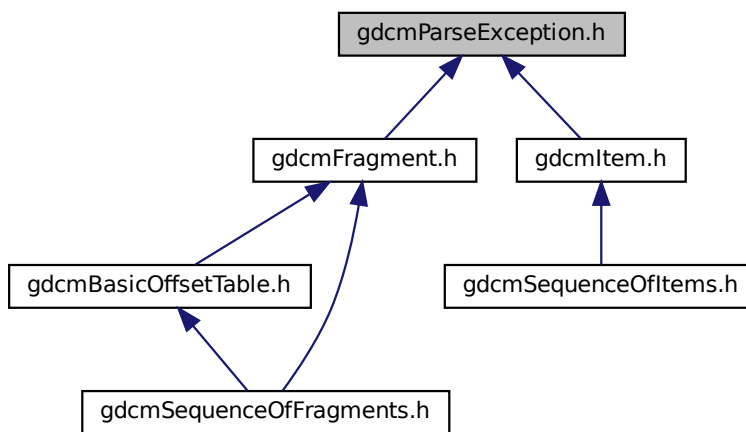 gdcmParseException.h
gdcmFragment.h
gdcmItem.h
gdcmBasicOffsetTable.h
gdcmSequenceOfItems.h
gdcmSequenceOfFragments.h